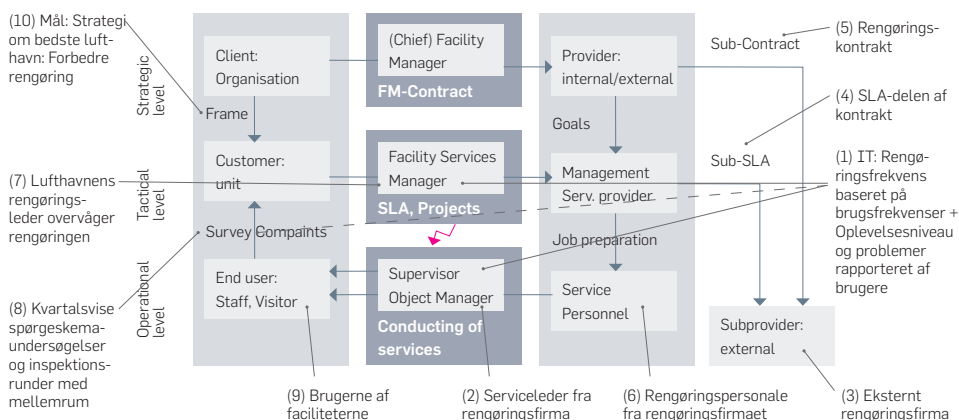 (10) Mål: Strategi
om bedste luft-
havn: Forbedre
rengøring
Strategic
level
Client:
Organisation
Frame
(Chief) Facility
Manager
FM-Contract
Provider:
internal/external
Goals
Sub-Contract
(5) Rengørings-
kontrakt
(4) SLA-delen af
kontrakt
Sub-SLA
(7) Lufthavnens
rengørings-
leder overvåger
rengøringen
Tactical
level
Customer:
unit
Survey Compaints
Facility Services
Manager
SLA, Projects
Management
Serv. provider
Job preparation
(1) IT: Rengø-
ringsfrekvens
baseret på
brugsfrekvenser +
Oplevelsesniveau
og problemer
rapporteret af
brugere
(8) Kvartalsvise
spørgeskema-
undersøgelser
og inspektions-
runder med
mellemrum
Operational
level
End user:
Staff, Visitor
Supervisor
Object Manager
Conducting of
services
Service
Personnel
Subprovider:
external
(9) Brugerne af
faciliteterne
(2) Serviceleder fra
rengøringsfirma
(6) Rengøringspersonale
fra rengøringsfirmaet
(3) Eksternt
rengøringsfirma